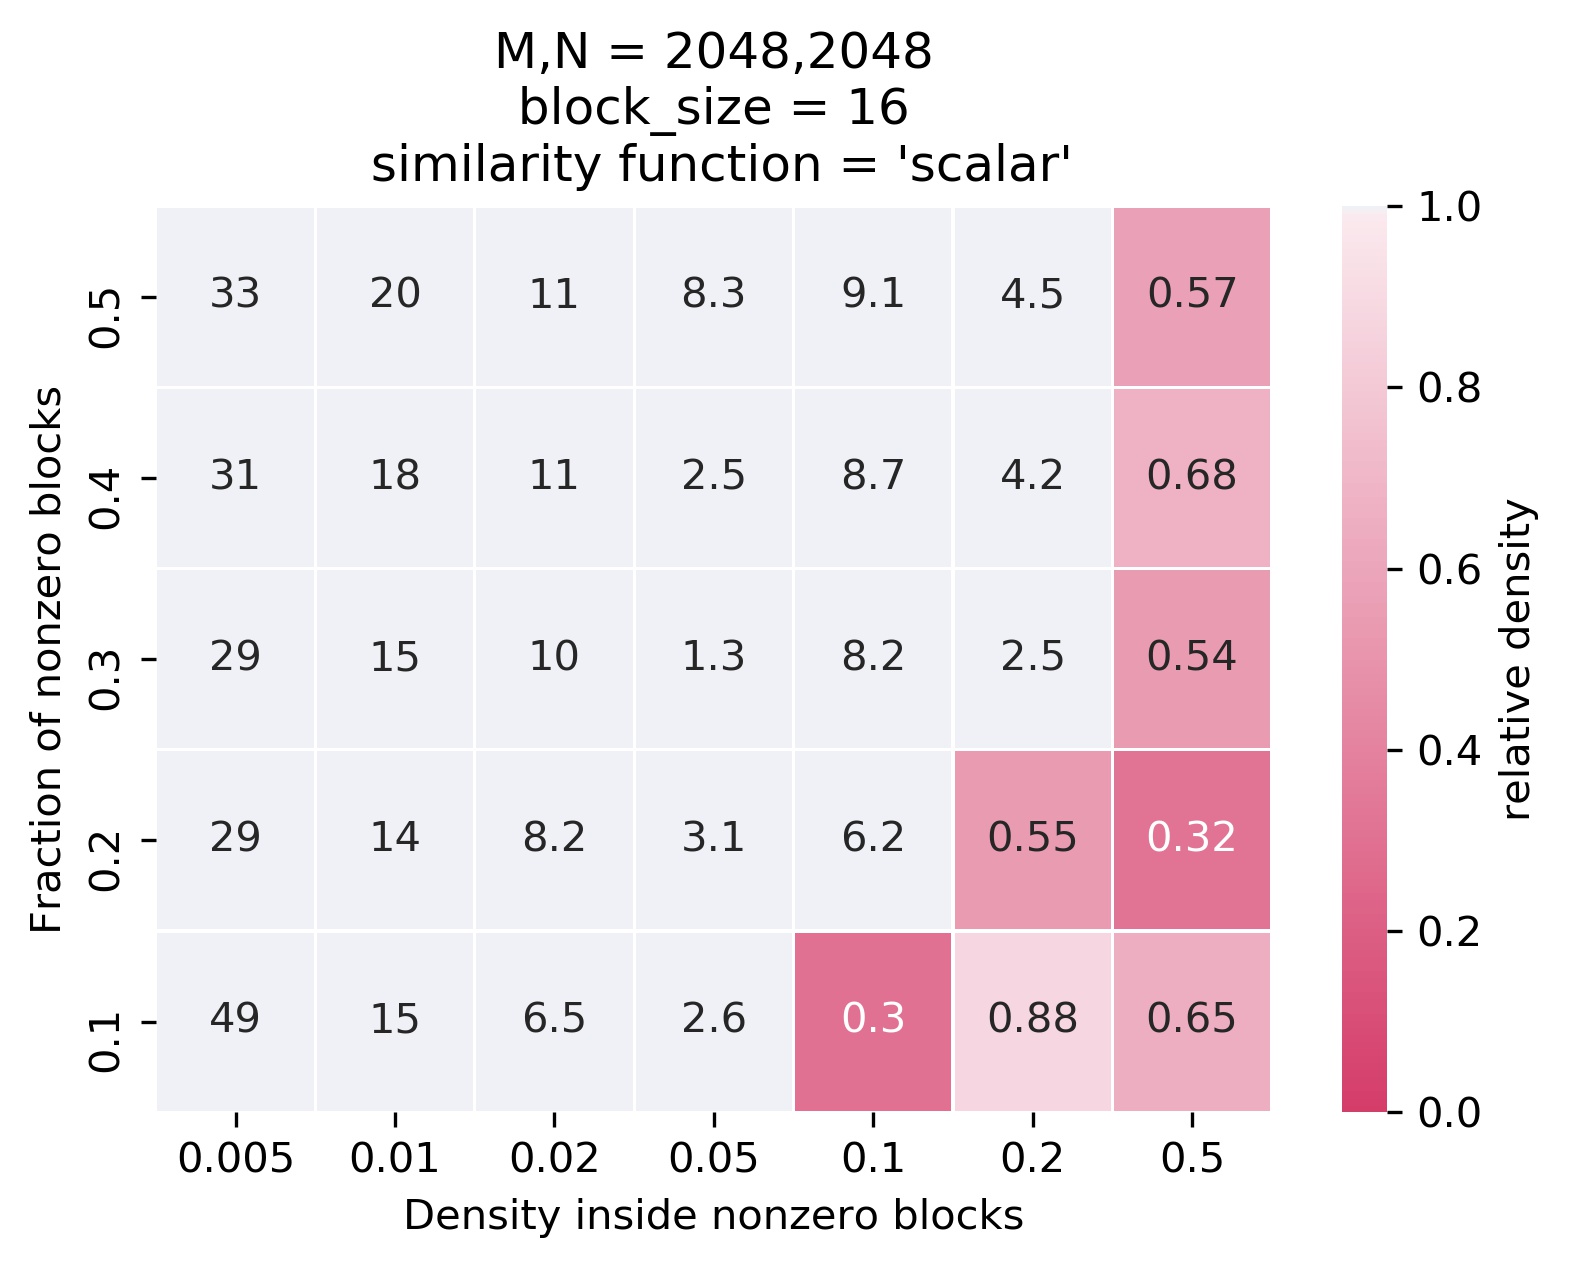 M,N = 2048,2048
block_size = 16
similarity function = 'scalar'
Fraction of nonzero blocks
0.5 33 20 11 8.3 9.1 4.5 0.57
0.4 31 18 11 2.5 8.7 4.2 0.68
0.3 29 15 10 1.3 8.2 2.5 0.54
0.2 29 14 8.2 3.1 6.2 0.55 0.32
0.1 49 15 6.5 2.6 0.3 0.88 0.65
0.005 0.01 0.02 0.05 0.1 0.2 0.5
Density inside nonzero blocks
1.0
0.8
0.6
0.4
0.2
0.0
relative density